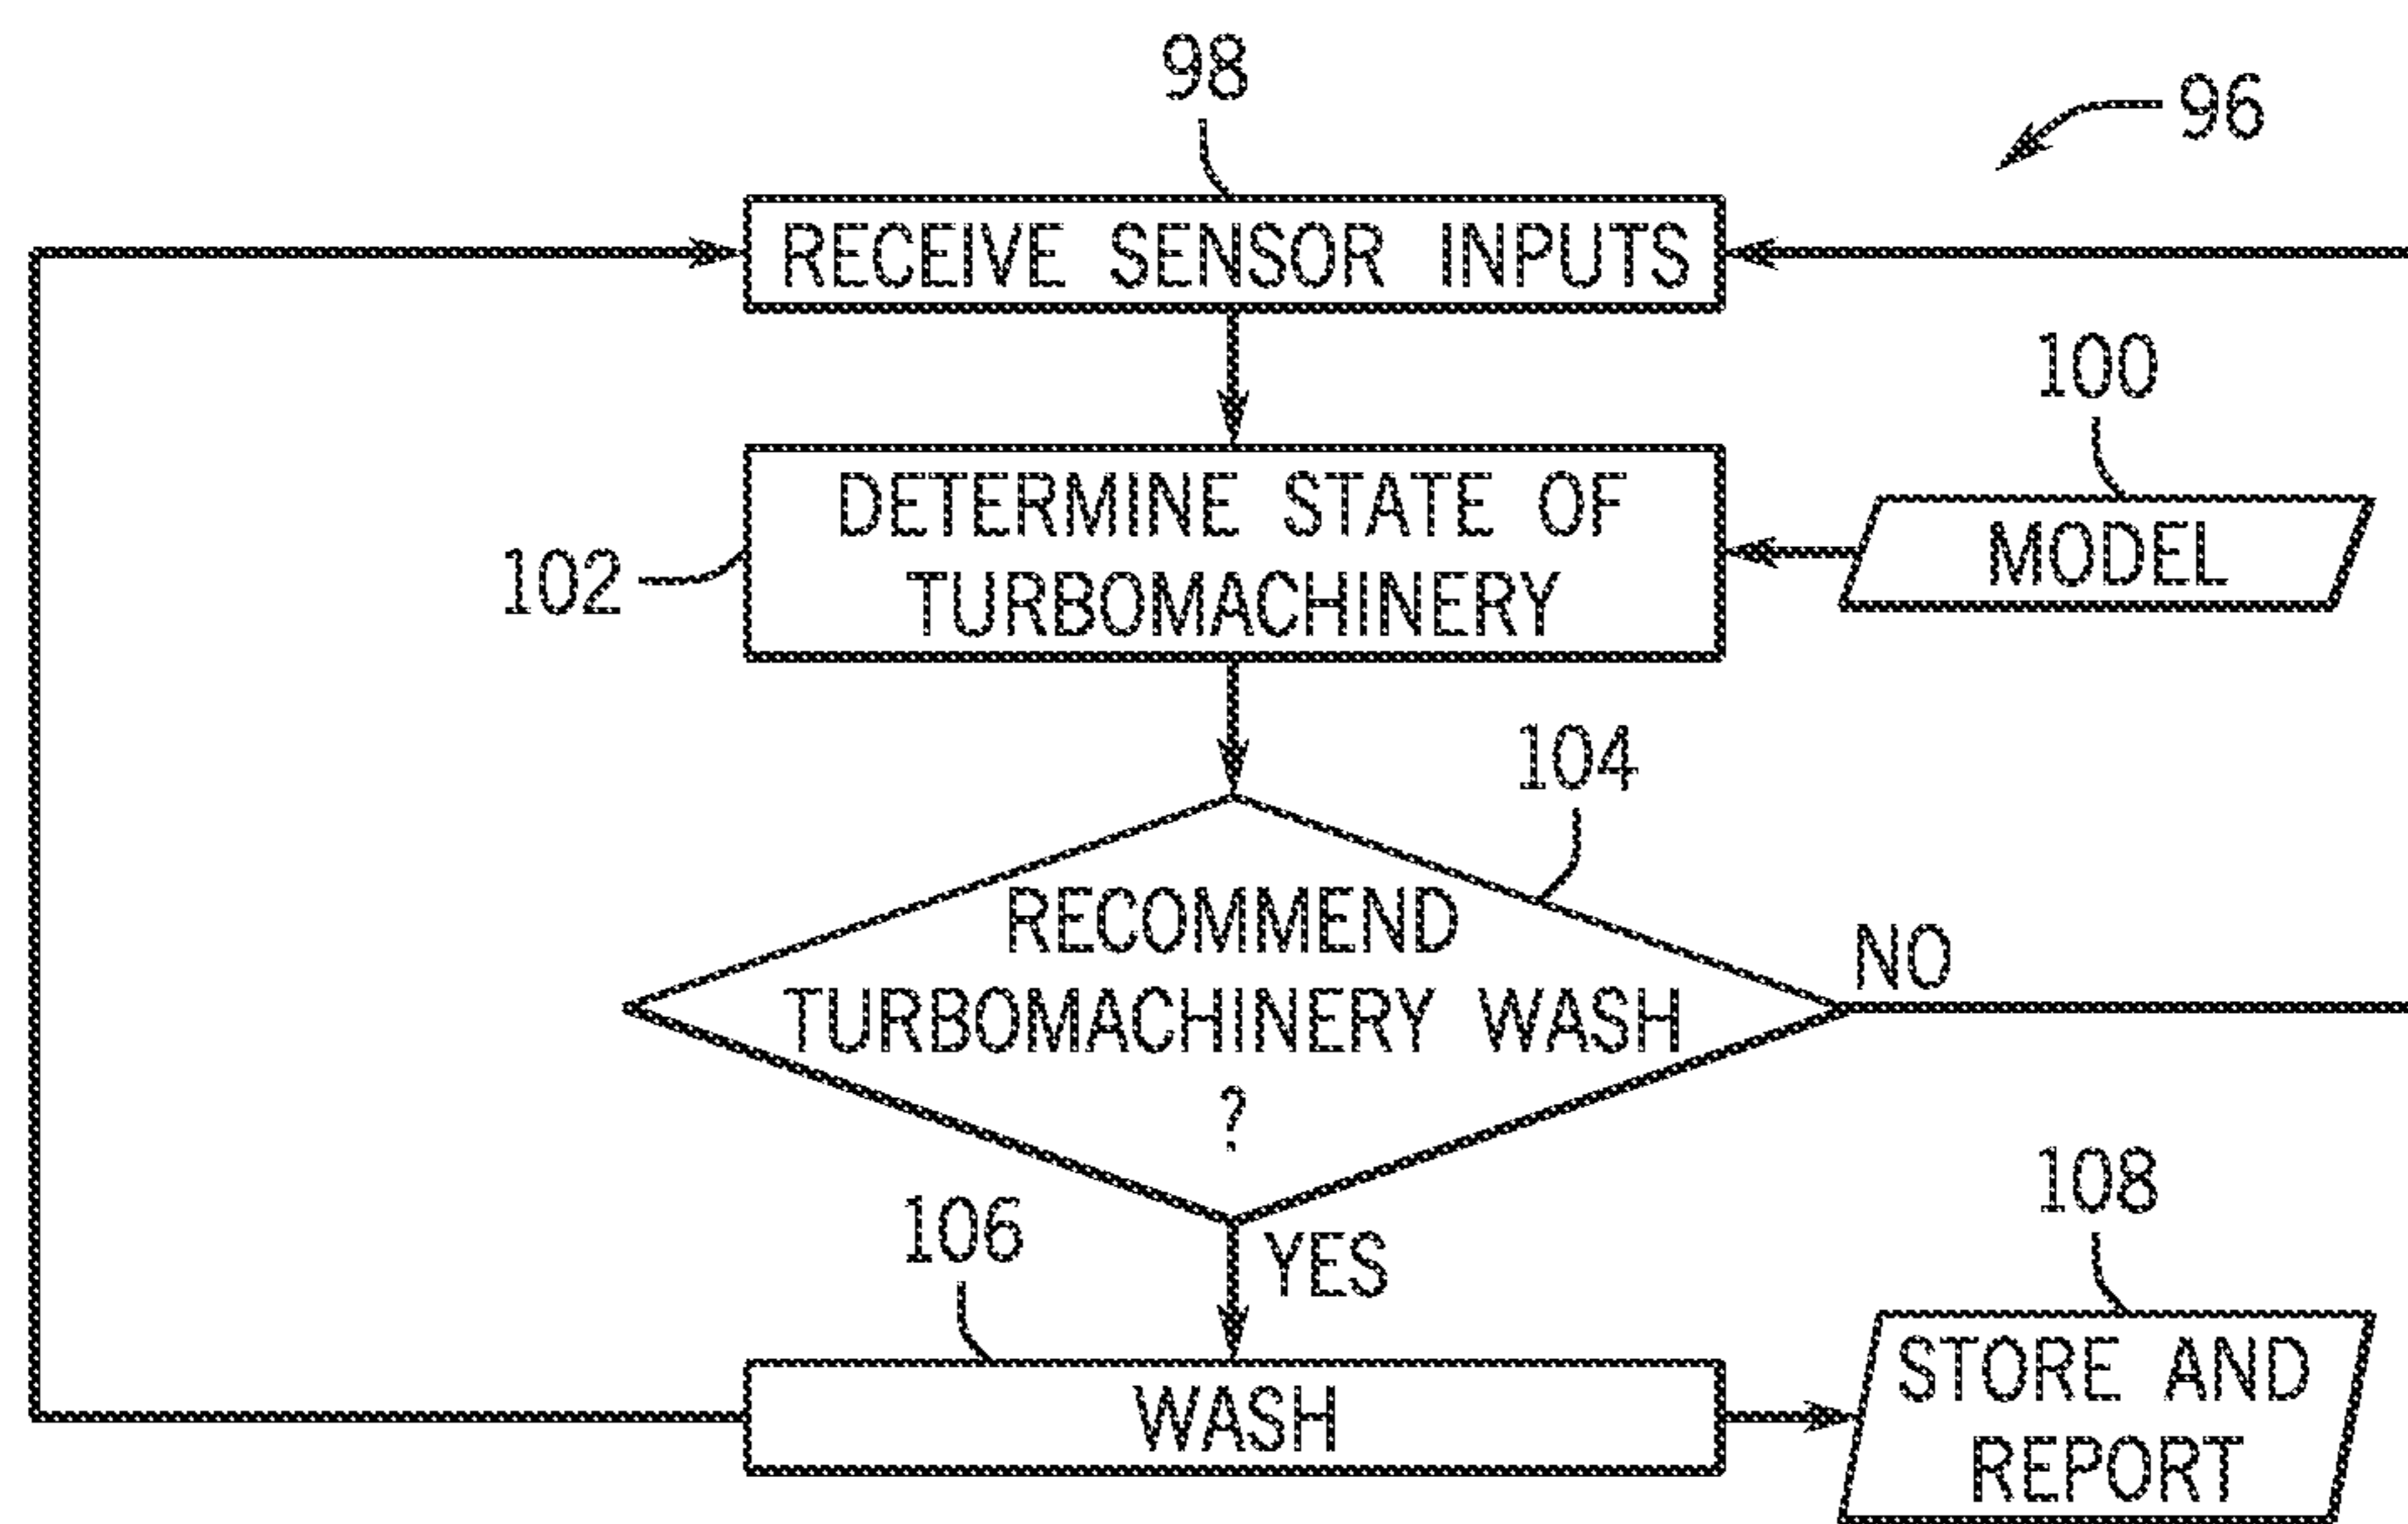 98
96
RECEIVE SENSOR INPUTS
100
DETERMINE STATE OF
TURBOMACHINERY
MODEL
102
104
RECOMMEND
TURBOMACHINERY WASH
?
NO
YES
106
108
WASH
STORE AND
REPORT